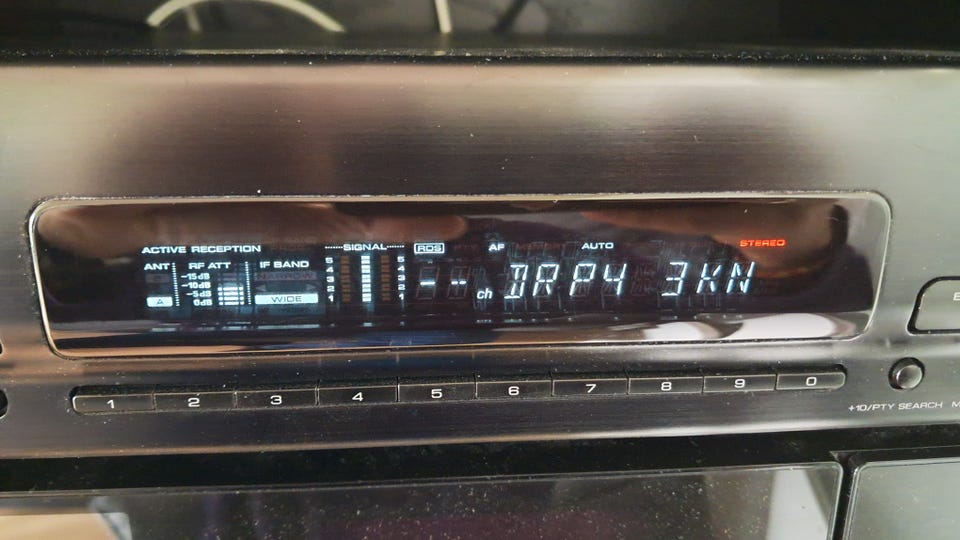 ACTIVE RECEPTION
ANT RF ATT IF BAND SIGNAL RDS AF AUTO STEREO
-15dB NARROW 5 5
-10dB 4 4
-5dB 3 3
0dB 2 2
A WIDE 1 1
-- ch DRP4 3KN
1 2 3 4 5 6 7 8 9 0
+10/PTY SEARCH